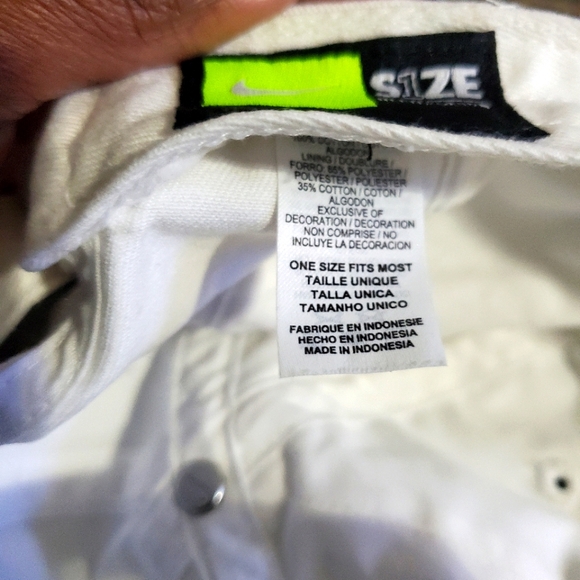 S1ZE
100%
ALGODON
LINING / DOUBLURE /
FORRO: 65% POLYESTER /
POLYESTER / POLIESTER
35% COTTON / COTON /
ALGODON
EXCLUSIVE OF
DECORATION / DECORATION
NON COMPRISE / NO
INCLUYE LA DECORACION
ONE SIZE FITS MOST
TAILLE UNIQUE
TALLA UNICA
TAMANHO UNICO
FABRIQUE EN INDONESIE
HECHO EN INDONESIA
MADE IN INDONESIA